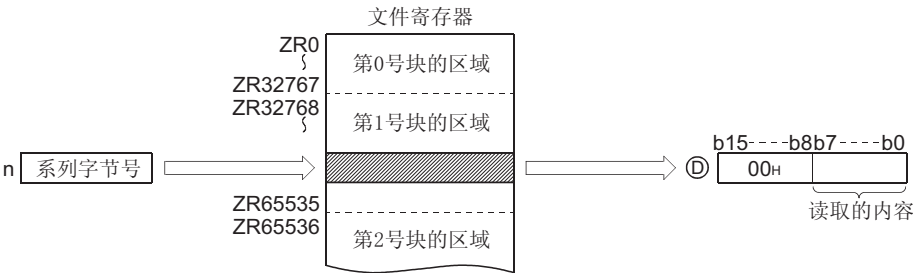 文件寄存器
ZR0
第0号块的区域
ZR32767
ZR32768
第1号块的区域
n 系列字节号
b15----b8b7----b0
Ⓓ 00H
读取的内容
ZR65535
ZR65536
第2号块的区域